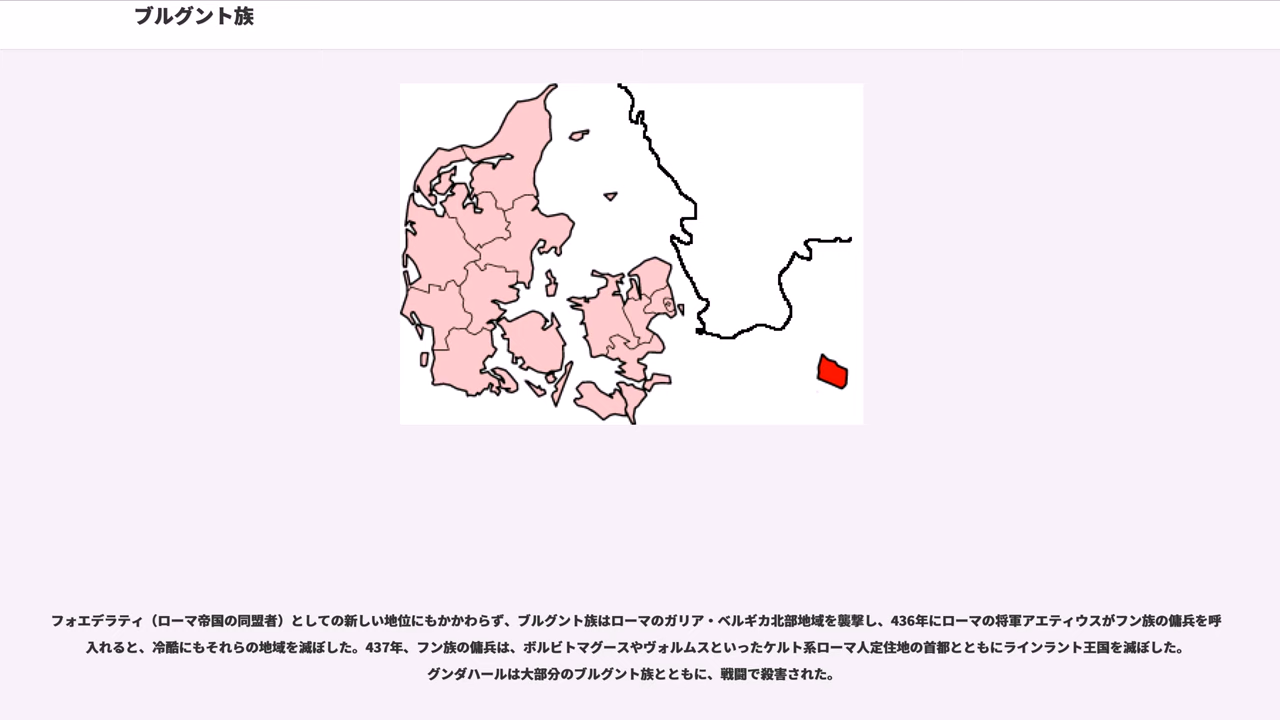 ブルグント族
フォエデラティ（ローマ帝国の同盟者）としての新しい地位にもかかわらず、ブルグント族はローマのガリア・ベルギカ北部地域を襲撃し、436年にローマの将軍アエティウスがフン族の傭兵を呼
入れると、冷酷にもそれらの地域を滅ぼした。437年、フン族の傭兵は、ボルビトマグースやヴォルムスといったケルト系ローマ人定住地の首都とともにラインラント王国を滅ぼした。
グンダハールは大部分のブルグント族とともに、戦闘で殺害された。